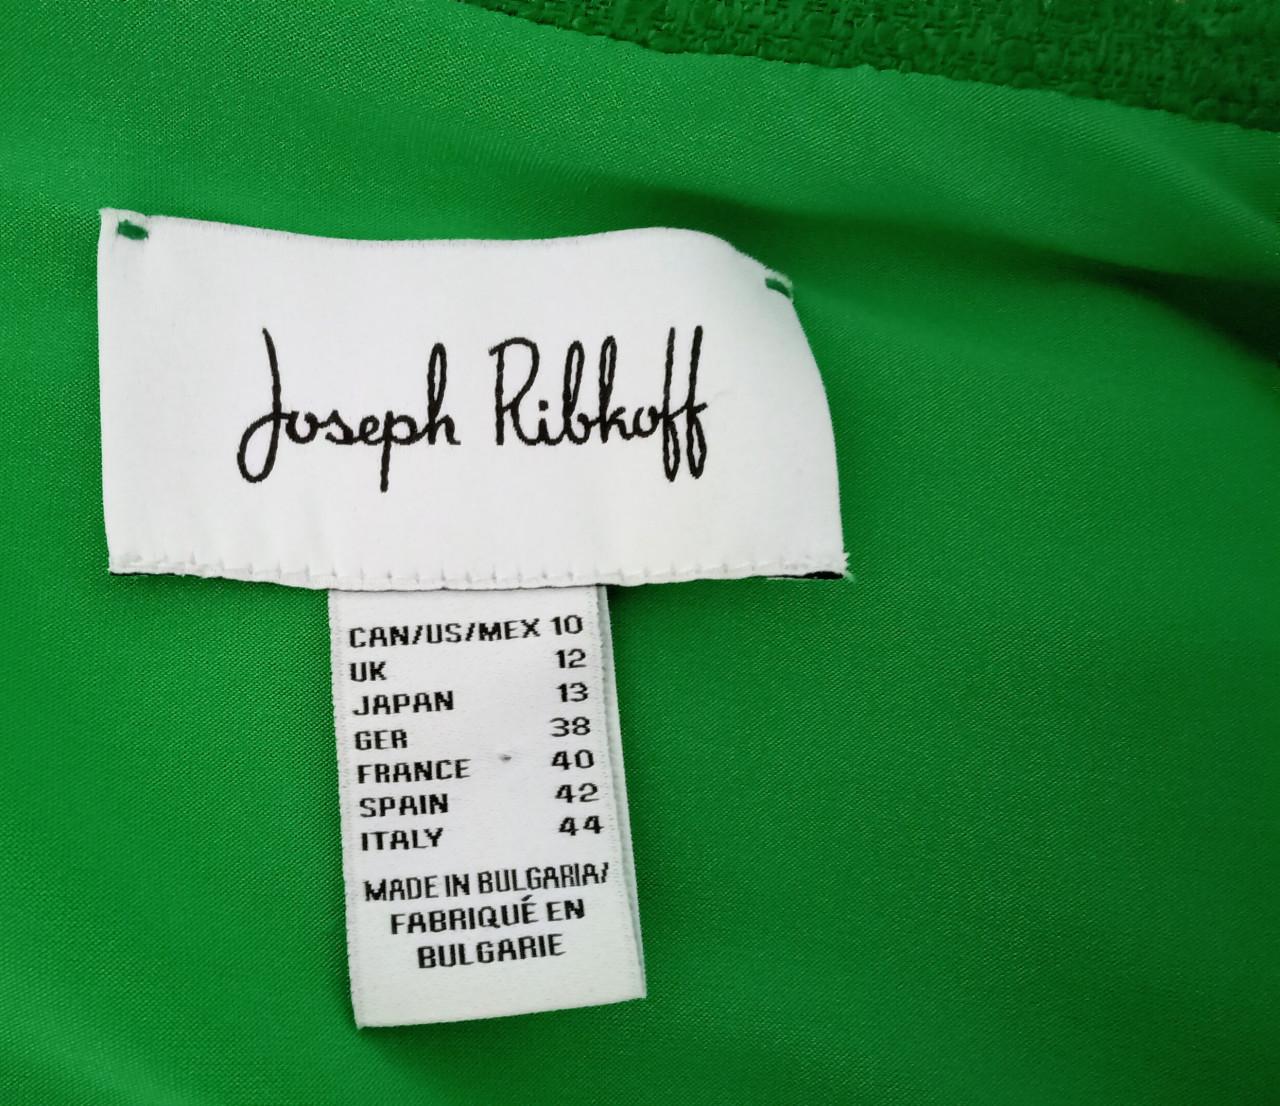 Joseph Ribkoff
CAN/US/MEX 10
UK 12
JAPAN 13
GER 38
FRANCE 40
SPAIN 42
ITALY 44
MADE IN BULGARIA/
FABRIQUÉ EN
BULGARIE